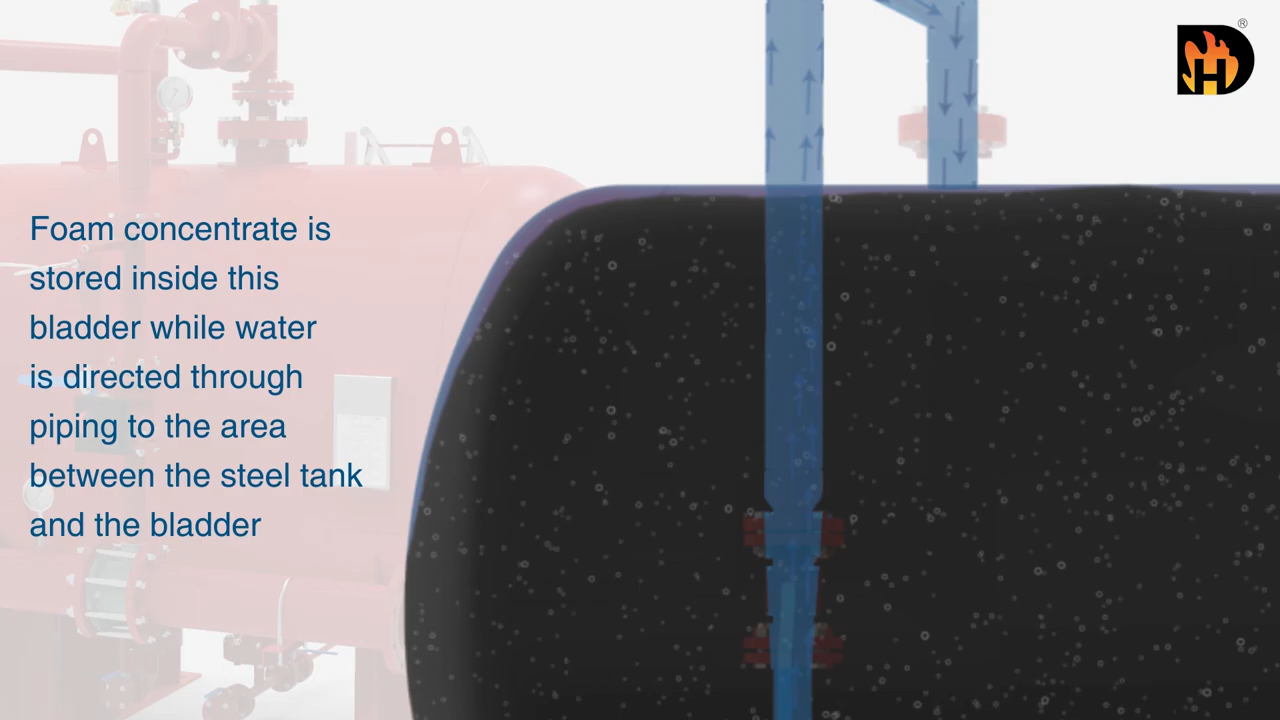 Foam concentrate is
stored inside this
bladder while water
is directed through
piping to the area
between the steel tank
and the bladder
DH
®